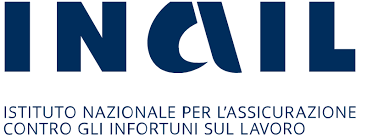 INAIL
ISTITUTO NAZIONALE PER L'ASSICURAZIONE
CONTRO GLI INFORTUNI SUL LAVORO